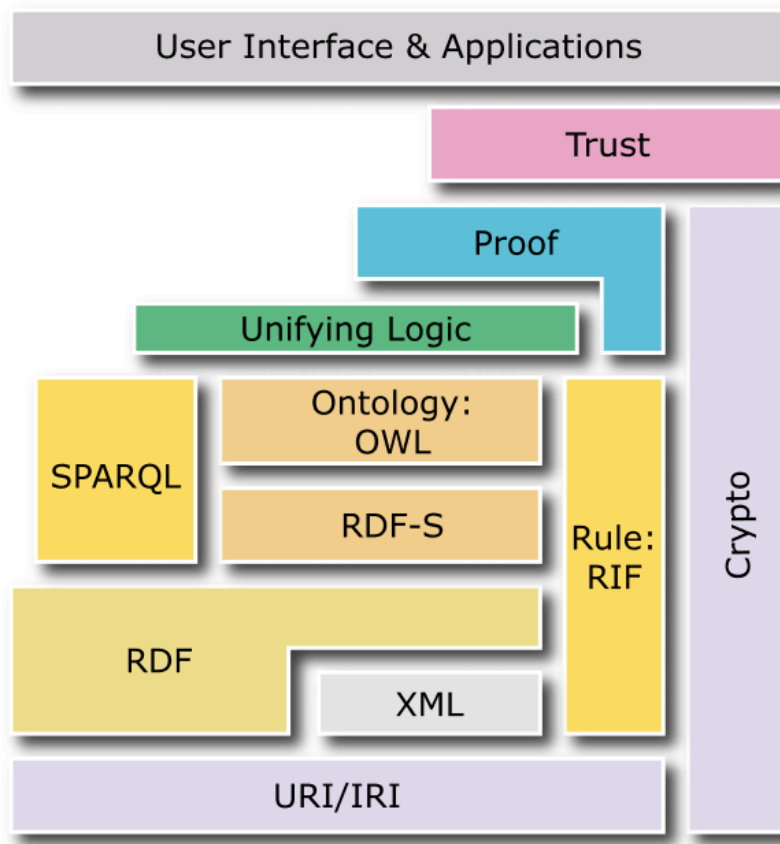 User Interface & Applications
Trust
Proof
Unifying Logic
Ontology:
OWL
SPARQL
RDF-S
Rule:
RIF
Crypto
RDF
XML
URI/IRI